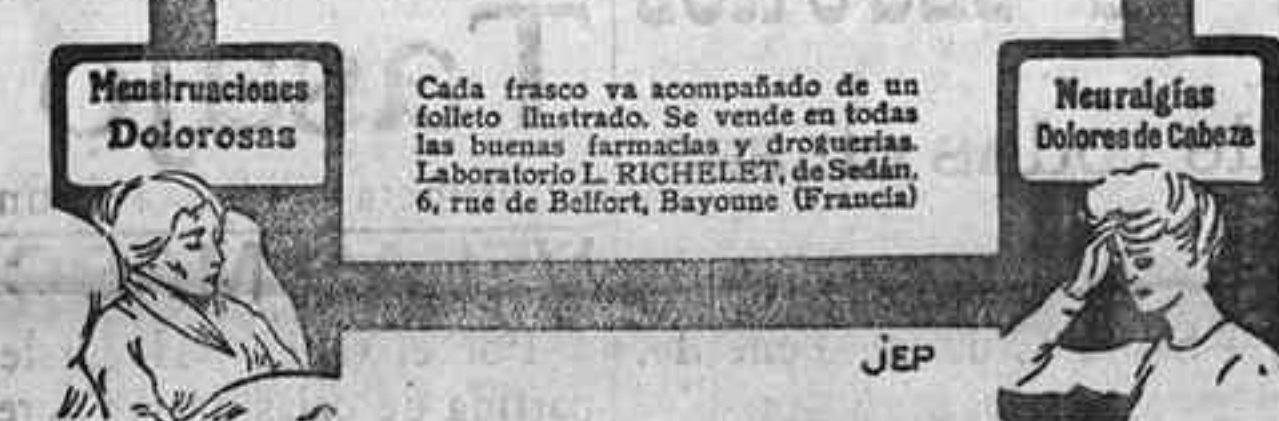 Menstruaciones
Dolorosas
Cada frasco va acompañado de un
folleto Ilustrado. Se vende en todas
las buenas farmacias y droguerias.
Laboratorio L. RICHELET, de Sedán.
6, rue de Belfort, Bayonne (Francia)
Neuralgías
Dolores de Cabeza
jEP